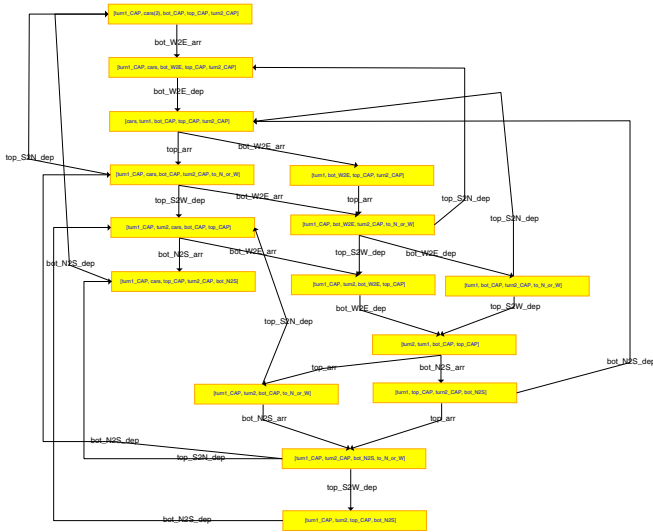 [turn1_CAP, cars(2), bot_CAP, top_CAP, turn2_CAP]
bot_W2E_arr
[turn1_CAP, cars, bot_W2E, top_CAP, turn2_CAP]
bot_W2E_dep
[cars, turn1, bot_CAP, top_CAP, turn2_CAP]
top_arr
bot_W2E_arr
top_S2N_dep
[turn1_CAP, cars, bot_CAP, turn2_CAP, to_N_or_W]
[turn1, bot_W2E, top_CAP, turn2_CAP]
top_S2W_dep
bot_W2E_arr
top_arr
top_S2N_dep
[turn1_CAP, turn2, cars, bot_CAP, top_CAP]
[turn1_CAP, bot_W2E, turn2_CAP, to_N_or_W]
top_S2N_dep
bot_N2S_arr
bot_W2E_arr
top_S2W_dep
bot_W2E_dep
bot_N2S_dep
[turn1_CAP, cars, top_CAP, turn2_CAP, bot_N2S]
[turn1_CAP, turn2, bot_W2E, top_CAP]
[turn1, bot_CAP, turn2_CAP, to_N_or_W]
bot_W2E_dep
top_S2W_dep
top_S2N_dep
[turn2, turn1, bot_CAP, top_CAP]
top_arr
bot_N2S_arr
bot_N2S_dep
[turn1_CAP, turn2, bot_CAP, to_N_or_W]
[turn1, top_CAP, turn2_CAP, bot_N2S]
bot_N2S_arr
top_arr
bot_N2S_dep
top_S2N_dep
[turn1_CAP, turn2_CAP, bot_N2S, to_N_or_W]
top_S2W_dep
bot_N2S_dep
[turn1_CAP, turn2, top_CAP, bot_N2S]